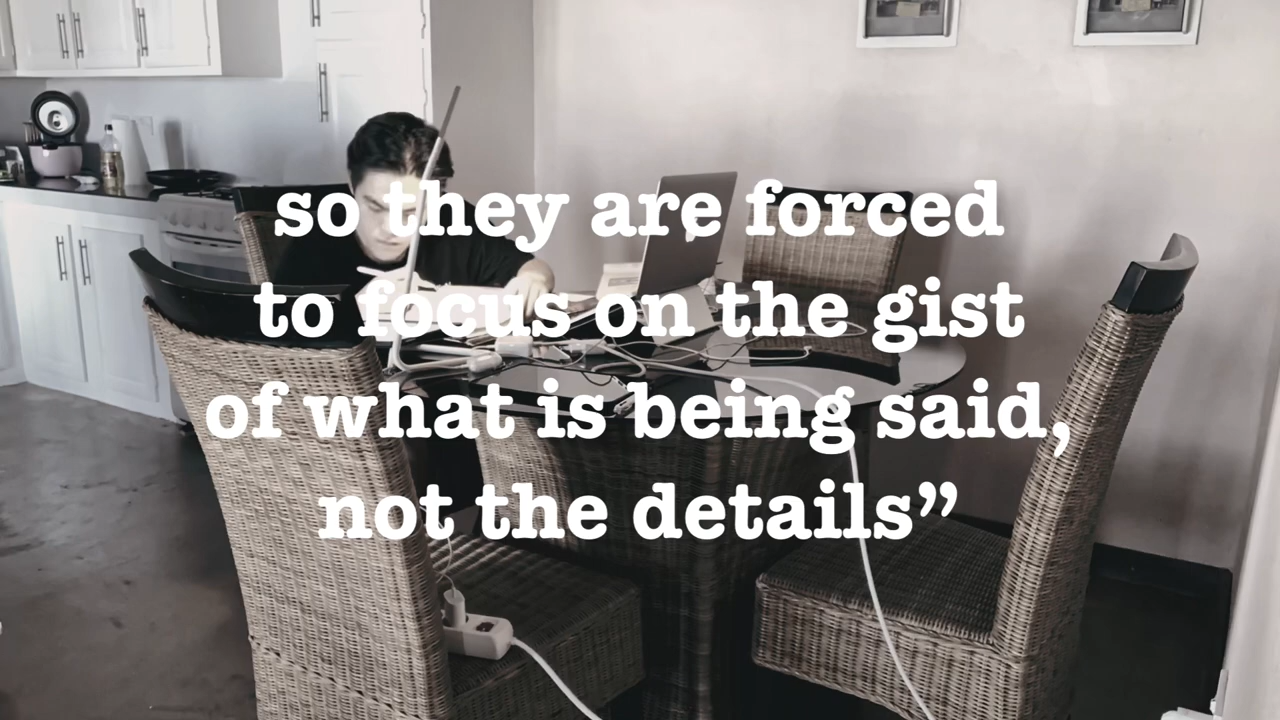 so they are forced
to focus on the gist
of what is being said,
not the details”